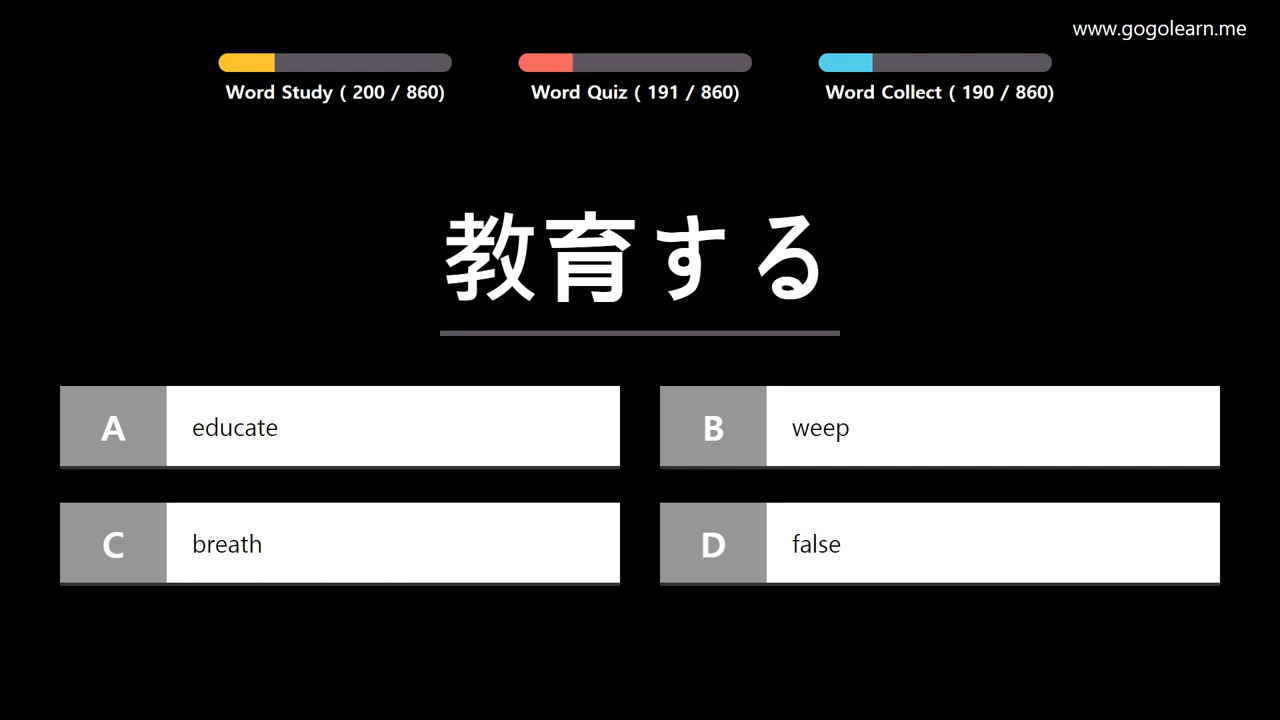 www.gogolearn.me
Word Study ( 200 / 860)
Word Quiz ( 191 / 860)
Word Collect ( 190 / 860)
教育する
A educate
B weep
C breath
D false